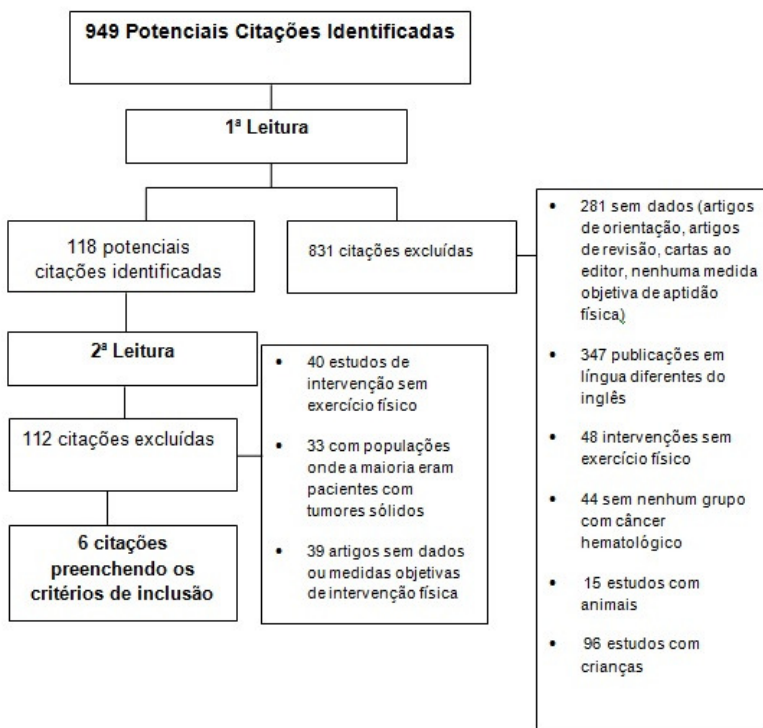 949 Potenciais Citações Identificadas
1ª Leitura
118 potenciais
citações identificadas
831 citações excluídas
• 281 sem dados (artigos
de orientação, artigos
de revisão, cartas ao
editor, nenhuma medida
objetiva de aptidão
física)
• 347 publicações em
língua diferentes do
inglês
• 48 intervenções sem
exercício físico
• 44 sem nenhum grupo
com câncer
hematológico
• 15 estudos com
animais
• 96 estudos com
crianças
2ª Leitura
112 citações excluídas
• 40 estudos de
intervenção sem
exercício físico
• 33 com populações
onde a maioria eram
pacientes com
tumores sólidos
• 39 artigos sem dados
ou medidas objetivas
de intervenção física
6 citações
preenchendo os
critérios de inclusão